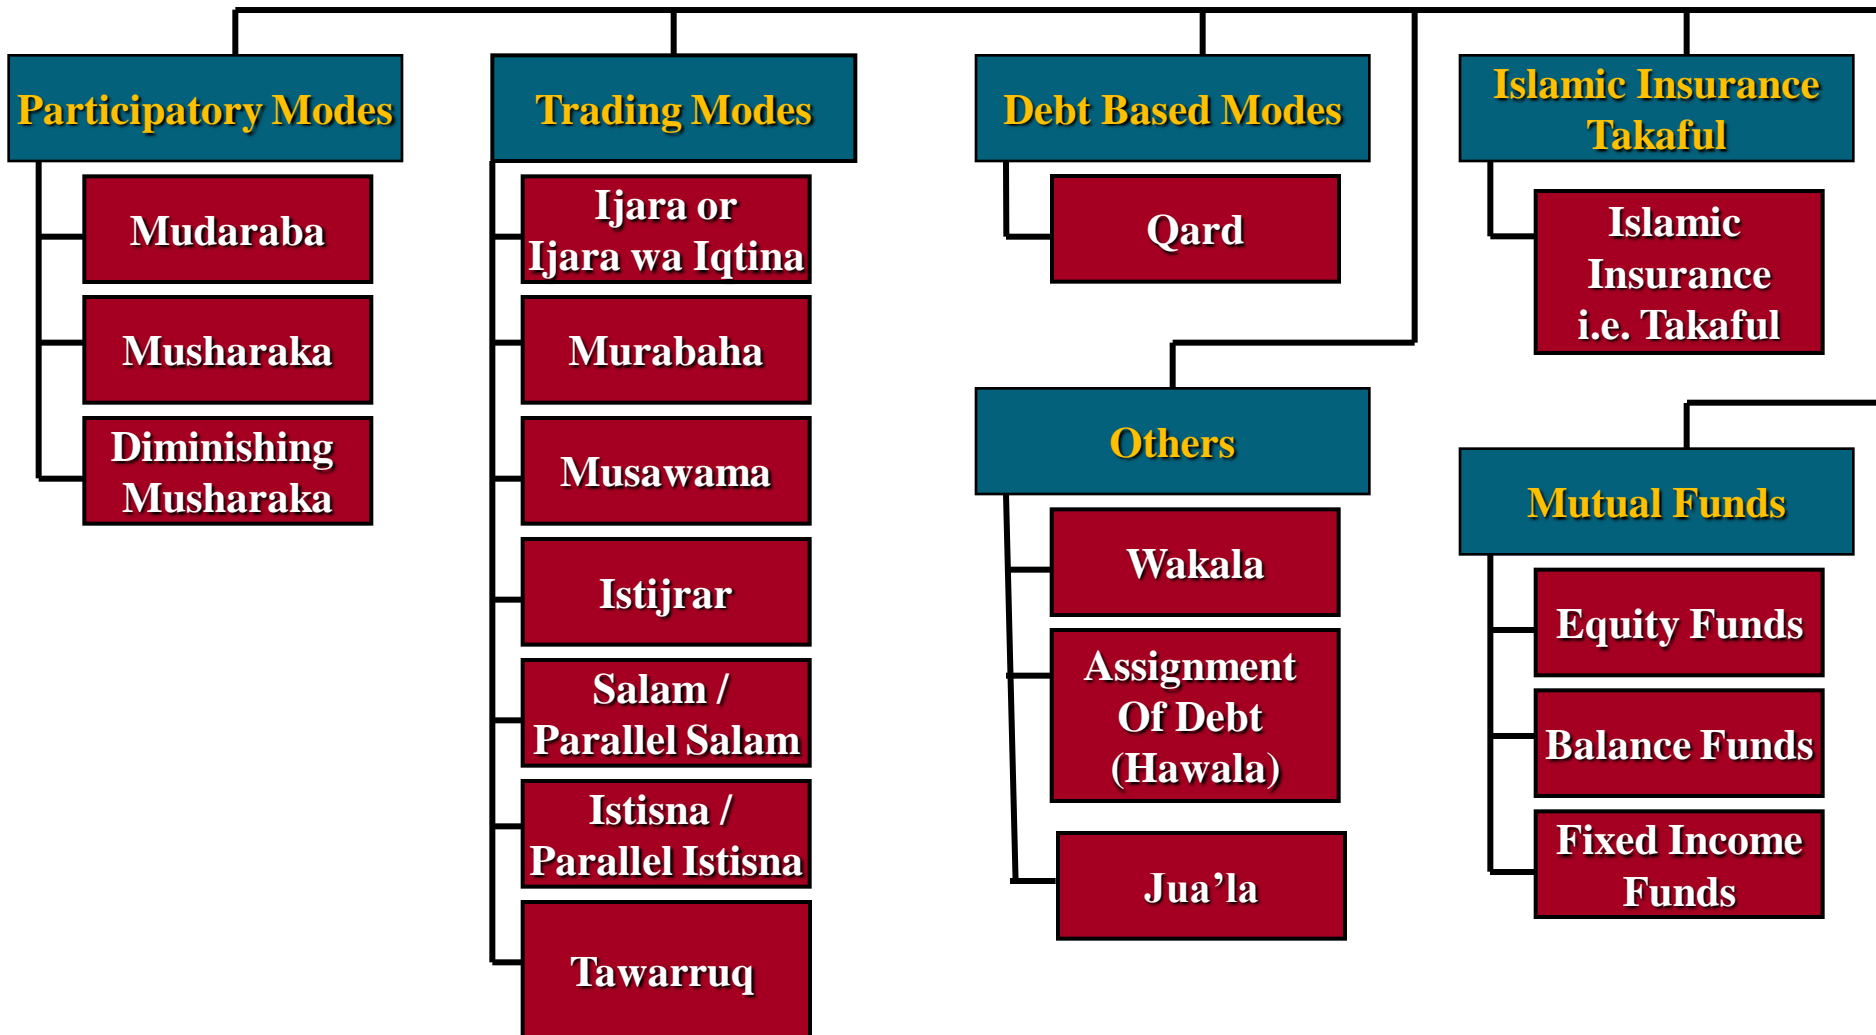 Participatory Modes
Mudaraba
Musharaka
Diminishing
Musharaka
Trading Modes
Ijara or
Ijara wa Iqtina
Murabaha
Musawama
Istijrar
Salam /
Parallel Salam
Istisna /
Parallel Istisna
Tawarruq
Debt Based Modes
Qard
Others
Wakala
Assignment
Of Debt
(Hawala)
Jua’la
Islamic Insurance
Takaful
Islamic
Insurance
i.e. Takaful
Mutual Funds
Equity Funds
Balance Funds
Fixed Income
Funds